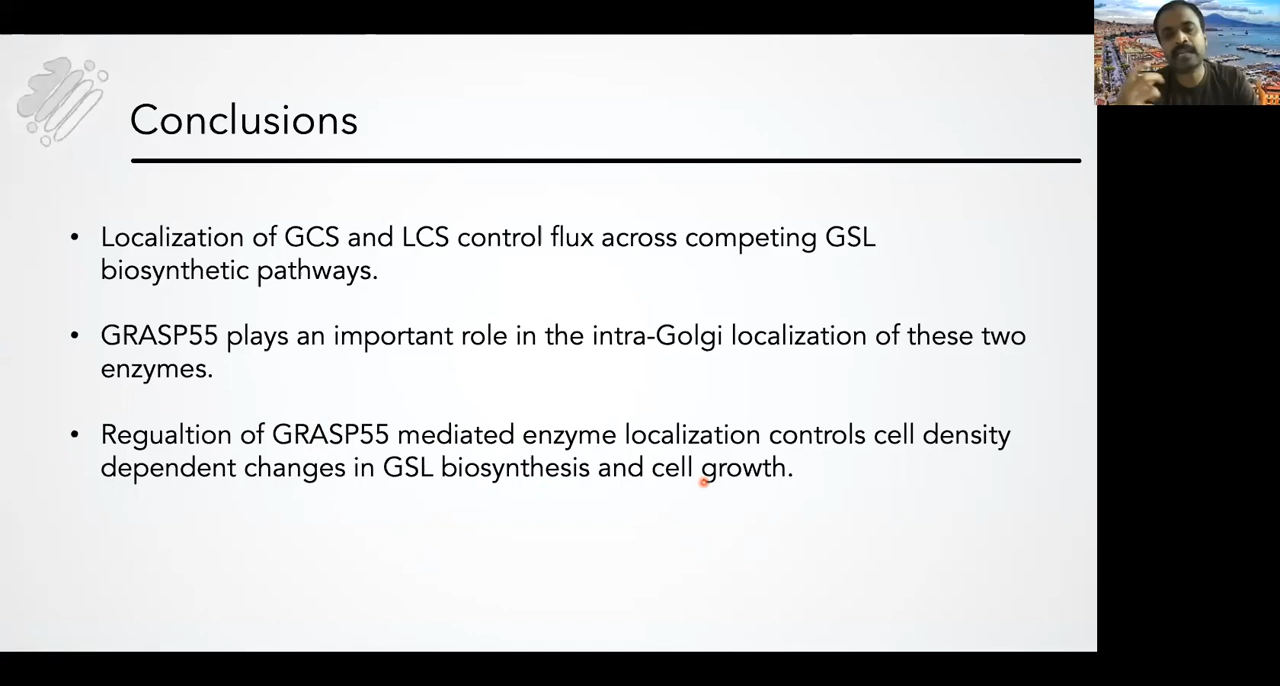 Conclusions
• Localization of GCS and LCS control flux across competing GSL
biosynthetic pathways.
• GRASP55 plays an important role in the intra-Golgi localization of these two
enzymes.
• Regualtion of GRASP55 mediated enzyme localization controls cell density
dependent changes in GSL biosynthesis and cell growth.